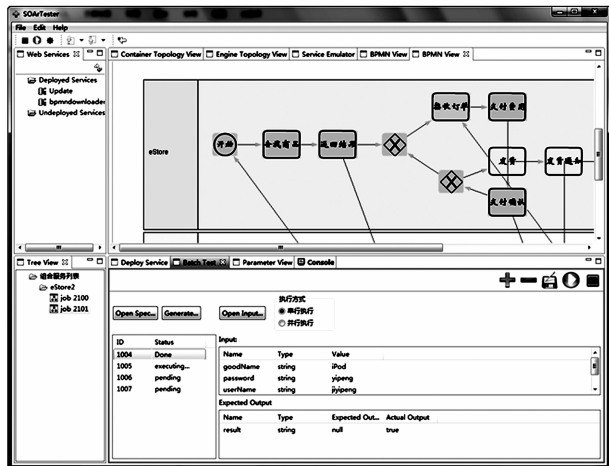 SOArTester
File Edit Help
Web Services
Container Topology View
Engine Topology View
Service Emulator
BPMN View
BPMN View
Deployed Services
Update
bpmndownloader
Undeployed Services
eStore
开始
查找商品
返回结果
接收订单
支付费用
发货
发货通知
支付确认
Tree View
组合服务列表
eStore2
job 2100
job 2101
Deploy Service
Batch Test
Parameter View
Console
Open Spec...
Generate...
Open Input...
执行方式
串行执行
并行执行
ID Status
1004 Done
1005 executing...
1006 pending
1007 pending
Input:
Name Type Value
goodName string iPod
password string yipeng
userName string jiyipeng
Expected Output
Name Type Expected Out... Actual Output
result string null true